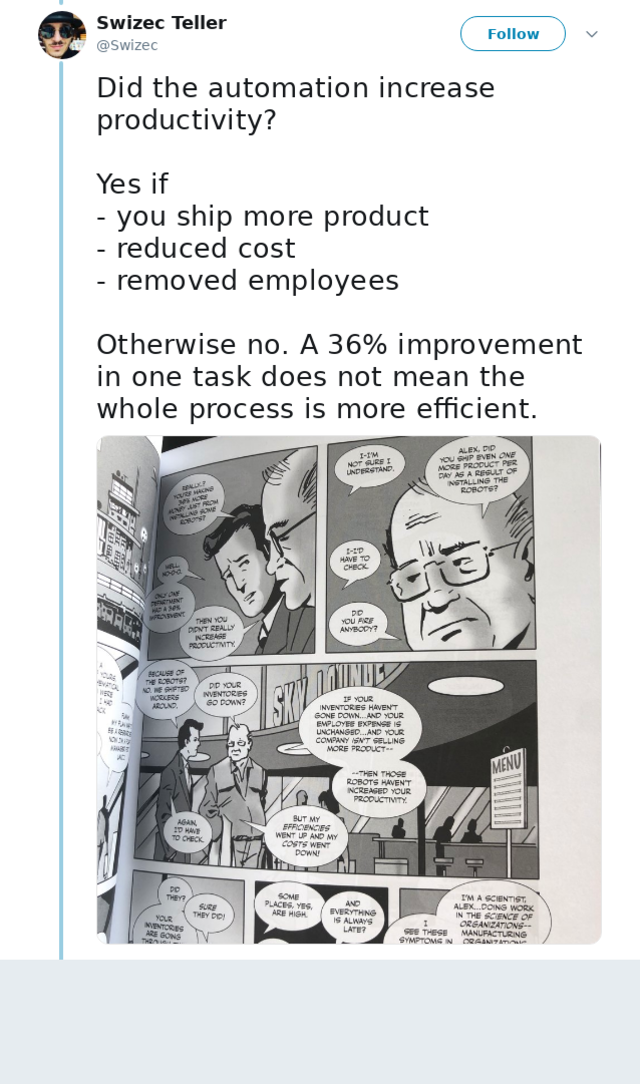 Swizec Teller
@Swizec
Follow
Did the automation increase
productivity?
Yes if
- you ship more product
- reduced cost
- removed employees
Otherwise no. A 36% improvement
in one task does not mean the
whole process is more efficient.
REALLY?
YOU'RE MAKING
36% MORE
MONEY JUST FROM
INSTALLING SOME
ROBOTS?
WELL,
NO-O-O.
ONLY ONE
DEPARTMENT
HAD A 36%
IMPROVEMENT.
THEN YOU
DIDN'T REALLY
INCREASE
PRODUCTIVITY.
I-I'M
NOT SURE I
UNDERSTAND.
ALEX, DID
YOU SHIP EVEN ONE
MORE PRODUCT PER
DAY AS A RESULT OF
INSTALLING THE
ROBOTS?
I-I'D
HAVE TO
CHECK.
DID
YOU FIRE
ANYBODY?
BECAUSE OF
THE ROBOTS?
NO. WE SHIFTED
WORKERS
AROUND.
DID YOUR
INVENTORIES
GO DOWN?
SKY LOUNGE
IF YOUR
INVENTORIES HAVEN'T
GONE DOWN...AND YOUR
EMPLOYEE EXPENSE IS
UNCHANGED...AND YOUR
COMPANY ISN'T SELLING
MORE PRODUCT--
--THEN THOSE
ROBOTS HAVEN'T
INCREASED YOUR
PRODUCTIVITY.
MENU
AGAIN,
I'D HAVE
TO CHECK.
BUT MY
EFFICIENCIES
WENT UP AND MY
COSTS WENT
DOWN!
DID
THEY?
SURE
THEY DID!
YOUR
INVENTORIES
ARE GOING
SOME
PLACES, YES,
ARE HIGH.
AND
EVERYTHING
IS ALWAYS
LATE?
I
SEE THESE
SYMPTOMS IN
I'M A SCIENTIST,
ALEX...DOING WORK
IN THE SCIENCE OF
ORGANIZATIONS--
MANUFACTURING